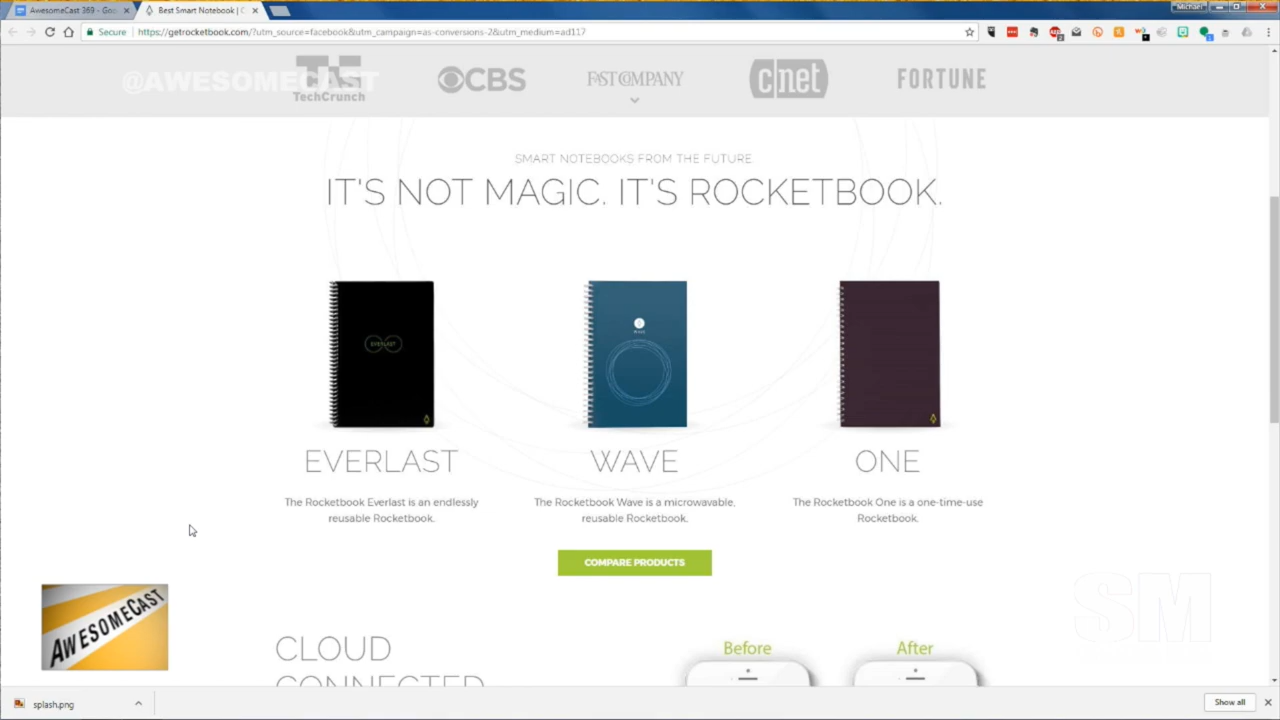 AwesomeCast 369 - Goo
Best Smart Notebook | C
Michael
Secure
https://getrocketbook.com/?utm_source=facebook&utm_campaign=as-conversions-2&utm_medium=ad117
@AWESOMECAST
TechCrunch
CBS
FAST COMPANY
c|net
FORTUNE
SMART NOTEBOOKS FROM THE FUTURE
IT'S NOT MAGIC. IT'S ROCKETBOOK.
EVERLAST
WAVE
EVERLAST
WAVE
ONE
The Rocketbook Everlast is an endlessly
reusable Rocketbook.
The Rocketbook Wave is a microwavable,
reusable Rocketbook.
The Rocketbook One is a one-time-use
Rocketbook.
COMPARE PRODUCTS
AWESOMECAST
SM
CLOUD
CONNECTED
Before
After
splash.png
Show all